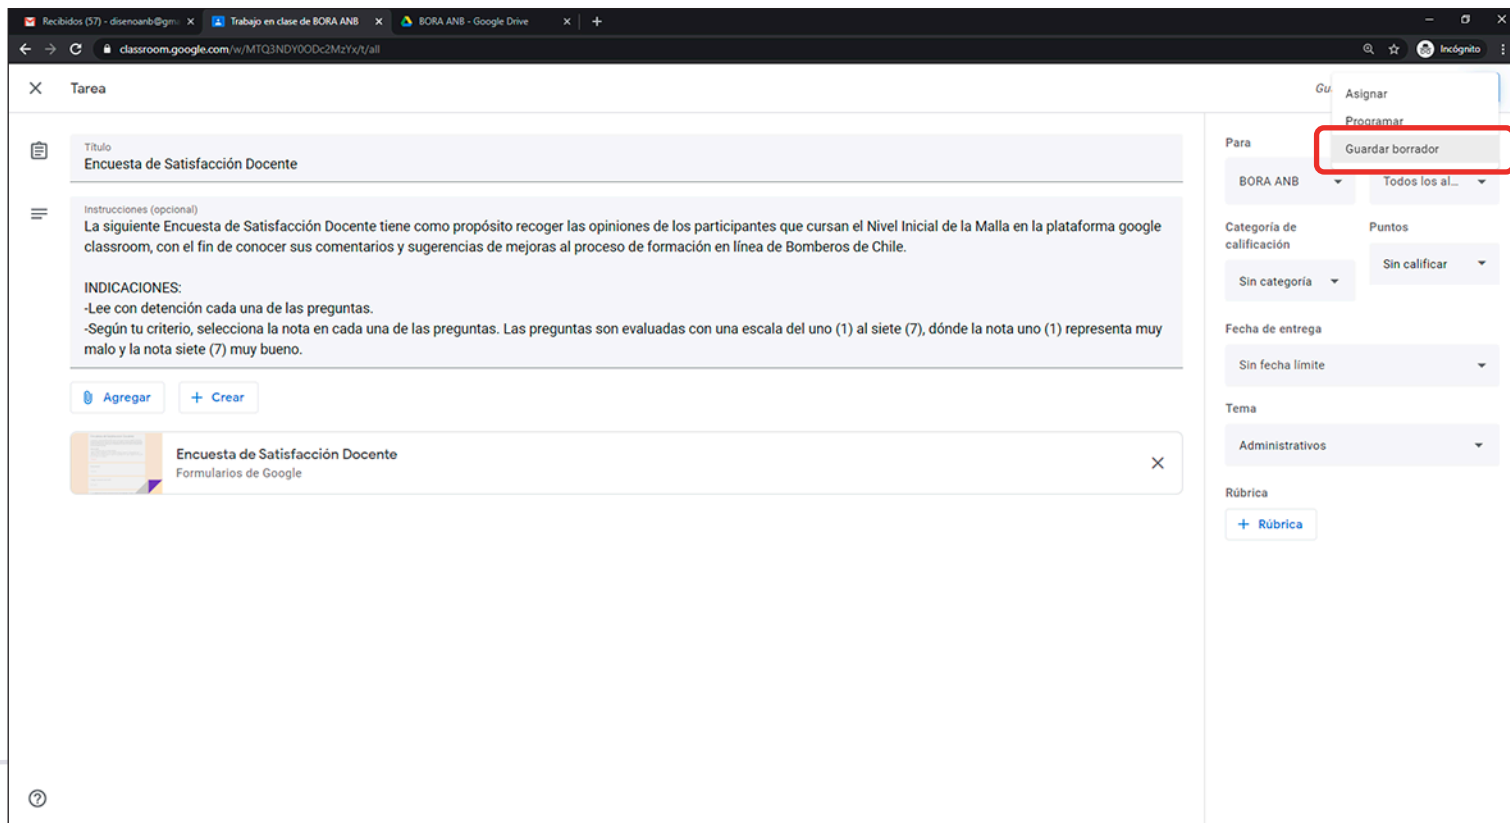 Recibidos (57) - disenoanb@gm
Trabajo en clase de BORA ANB
BORA ANB - Google Drive
classroom.google.com/w/MTQ3NDY0ODc2MzYx/t/all
Incógnito
Tarea
Asignar
Programar
Guardar borrador
Título
Encuesta de Satisfacción Docente
Instrucciones (opcional)
La siguiente Encuesta de Satisfacción Docente tiene como propósito recoger las opiniones de los participantes que cursan el Nivel Inicial de la Malla en la plataforma google
classroom, con el fin de conocer sus comentarios y sugerencias de mejoras al proceso de formación en línea de Bomberos de Chile.
INDICACIONES:
-Lee con detención cada una de las preguntas.
-Según tu criterio, selecciona la nota en cada una de las preguntas. Las preguntas son evaluadas con una escala del uno (1) al siete (7), dónde la nota uno (1) representa muy
malo y la nota siete (7) muy bueno.
Agregar
Crear
Encuesta de Satisfacción Docente
Formularios de Google
Para
BORA ANB
Todos los al...
Categoría de
calificación
Puntos
Sin categoría
Sin calificar
Fecha de entrega
Sin fecha límite
Tema
Administrativos
Rúbrica
+ Rúbrica